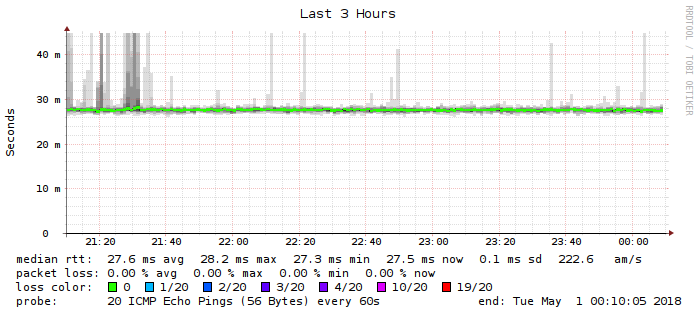 Last 3 Hours
RRDTOOL / TOBI OETIKER
Seconds
40 m
30 m
20 m
10 m
0
21:20 21:40 22:00 22:20 22:40 23:00 23:20 23:40 00:00
median rtt: 27.6 ms avg 28.2 ms max 27.3 ms min 27.5 ms now 0.1 ms sd 222.6 am/s
packet loss: 0.00 % avg 0.00 % max 0.00 % min 0.00 % now
loss color: 0 1/20 2/20 3/20 4/20 10/20 19/20
probe: 20 ICMP Echo Pings (56 Bytes) every 60s end: Tue May 1 00:10:05 2018